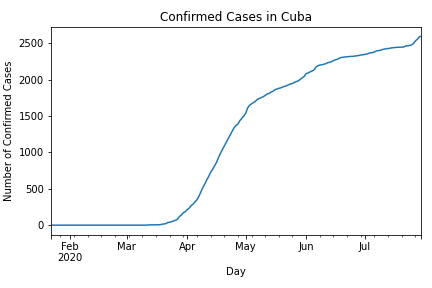 Confirmed Cases in Cuba
Number of Confirmed Cases
2500
2000
1500
1000
500
0
Feb Mar Apr May Jun Jul
2020
Day